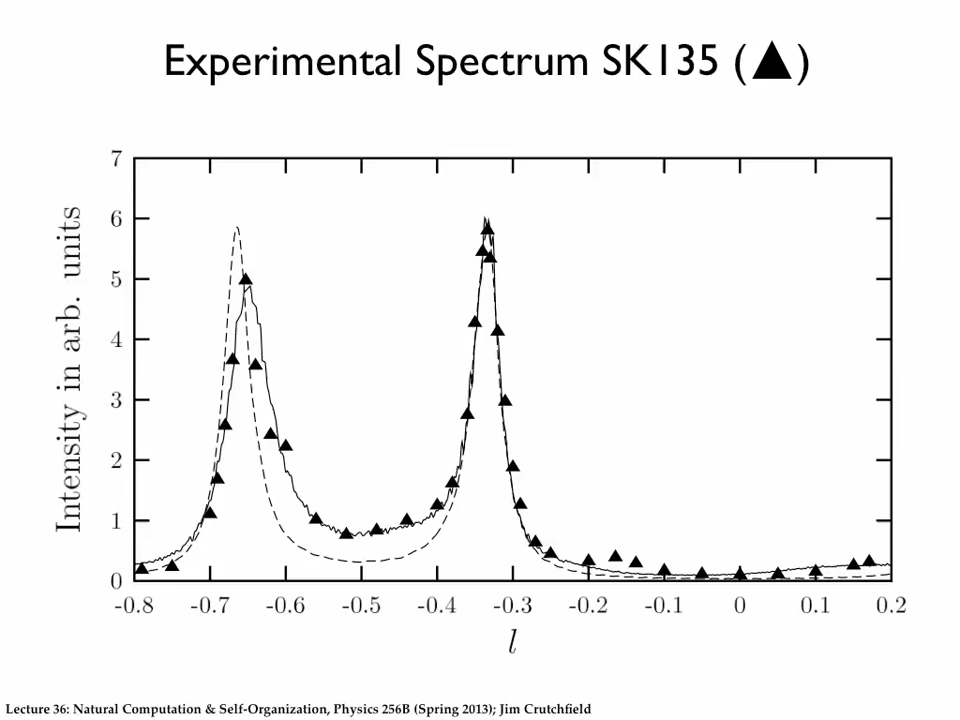 Experimental Spectrum SK135 (▲)
7
6
5
4
3
2
1
0
Intensity in arb. units
-0.8 -0.7 -0.6 -0.5 -0.4 -0.3 -0.2 -0.1 0 0.1 0.2
l
Lecture 36: Natural Computation & Self-Organization, Physics 256B (Spring 2013); Jim Crutchfield